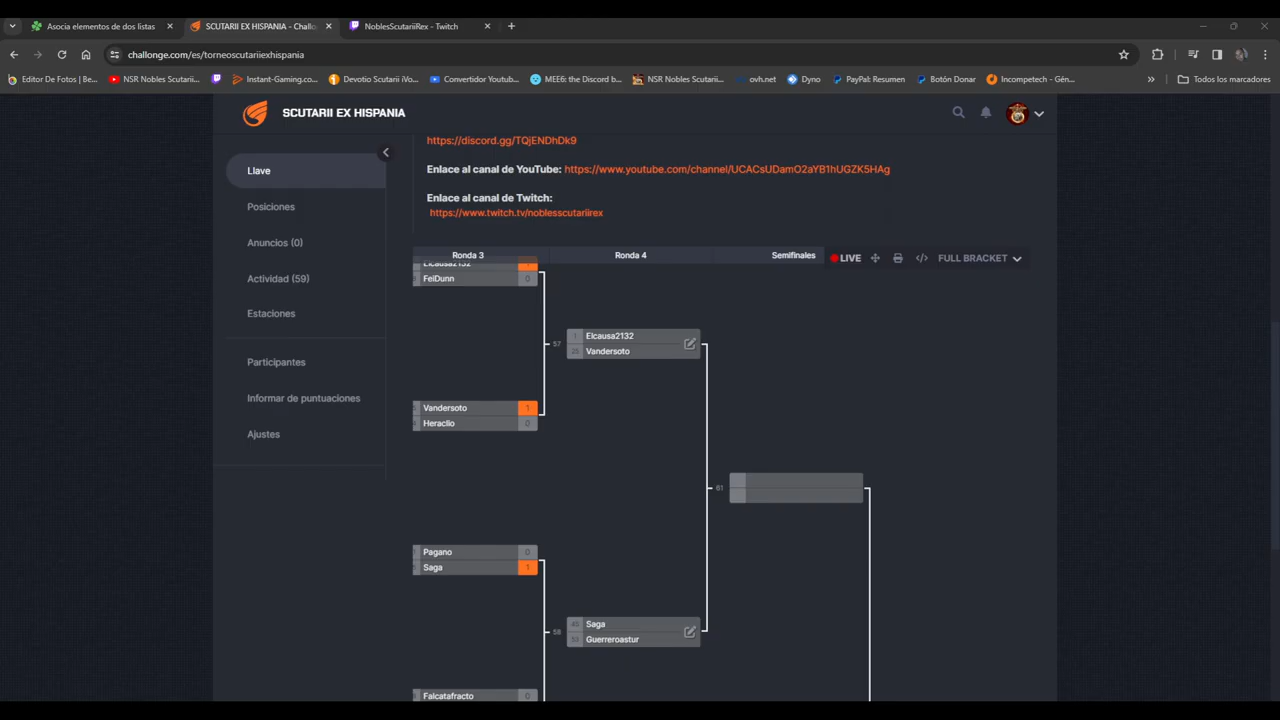 Asocia elementos de dos listas
SCUTARII EX HISPANIA - Challo
NoblesScutariiRex - Twitch
challonge.com/es/torneoscutariiexhispania
Editor De Fotos | Be...
NSR Nobles Scutarii...
Instant-Gaming.co...
Devotio Scutarii iVo...
Convertidor Youtub...
MEE6: the Discord b...
NSR Nobles Scutarii...
ovh.net
Dyno
PayPal: Resumen
Botón Donar
Incompetech - Gén...
Todos los marcadores
SCUTARII EX HISPANIA
https://discord.gg/TQjENDhDk9
Enlace al canal de YouTube: https://www.youtube.com/channel/UCACsUDamO2aYB1hUGZK5HAg
Enlace al canal de Twitch:
https://www.twitch.tv/noblesscutariirex
Llave
Posiciones
Anuncios (0)
Actividad (59)
Estaciones
Participantes
Informar de puntuaciones
Ajustes
Ronda 3
Ronda 4
Semifinales
LIVE
FULL BRACKET
Elcausa2132
FeiDunn 0
57
1 Elcausa2132
Vandersoto
Vandersoto 1
Heraclio 0
61
Pagano 0
Saga 1
58
45 Saga
Guerreroastur
Falcatafracto 0